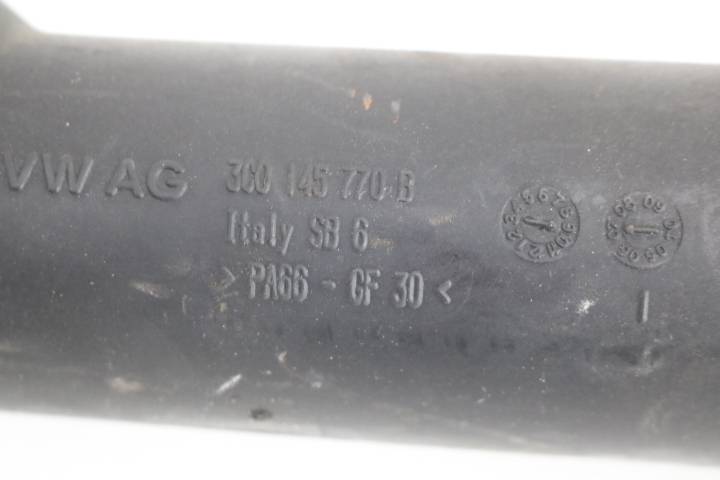 VW AG 3C0 145 770 B
Italy SB 6
> PA66 - GF 30 <